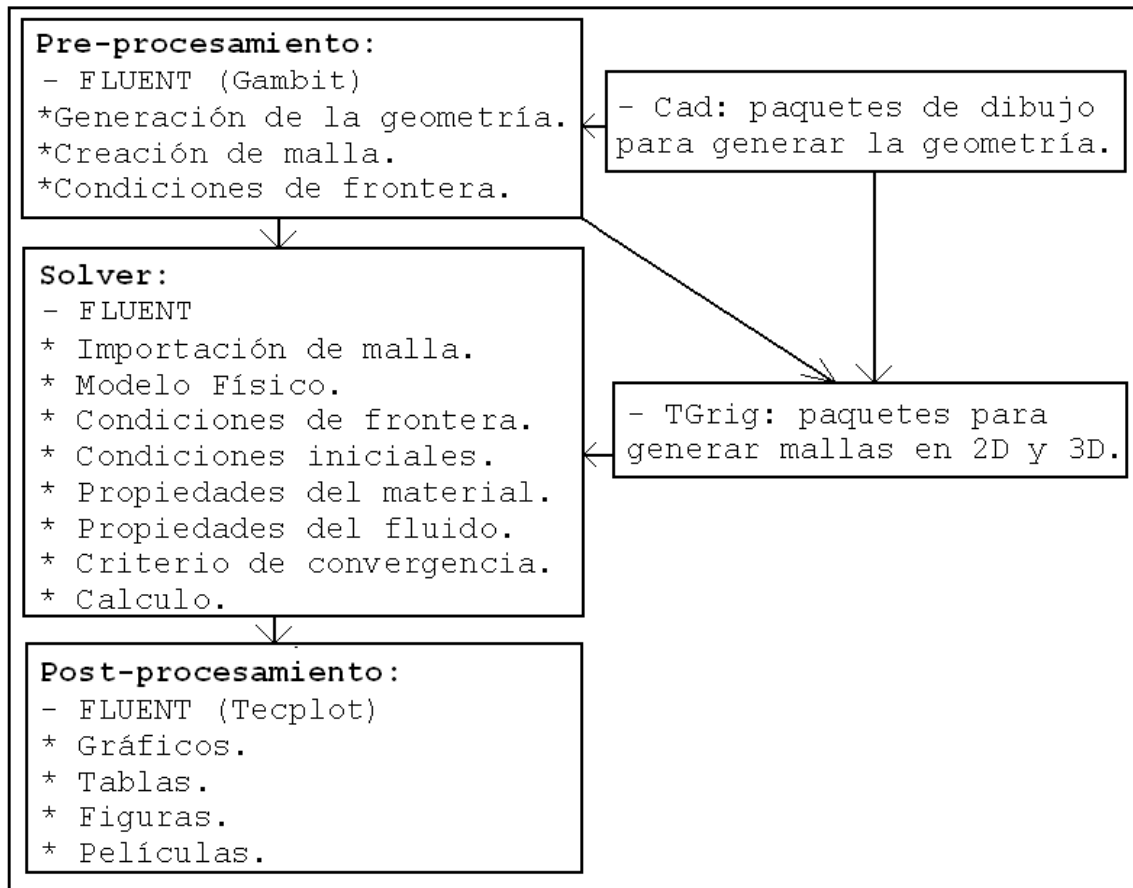 Pre-procesamiento:
- FLUENT (Gambit)
*Generación de la geometría.
*Creación de malla.
*Condiciones de frontera.
- Cad: paquetes de dibujo
para generar la geometría.
Solver:
- FLUENT
* Importación de malla.
* Modelo Físico.
* Condiciones de frontera.
* Condiciones iniciales.
* Propiedades del material.
* Propiedades del fluido.
* Criterio de convergencia.
* Calculo.
- TGrig: paquetes para
generar mallas en 2D y 3D.
Post-procesamiento:
- FLUENT (Tecplot)
* Gráficos.
* Tablas.
* Figuras.
* Películas.